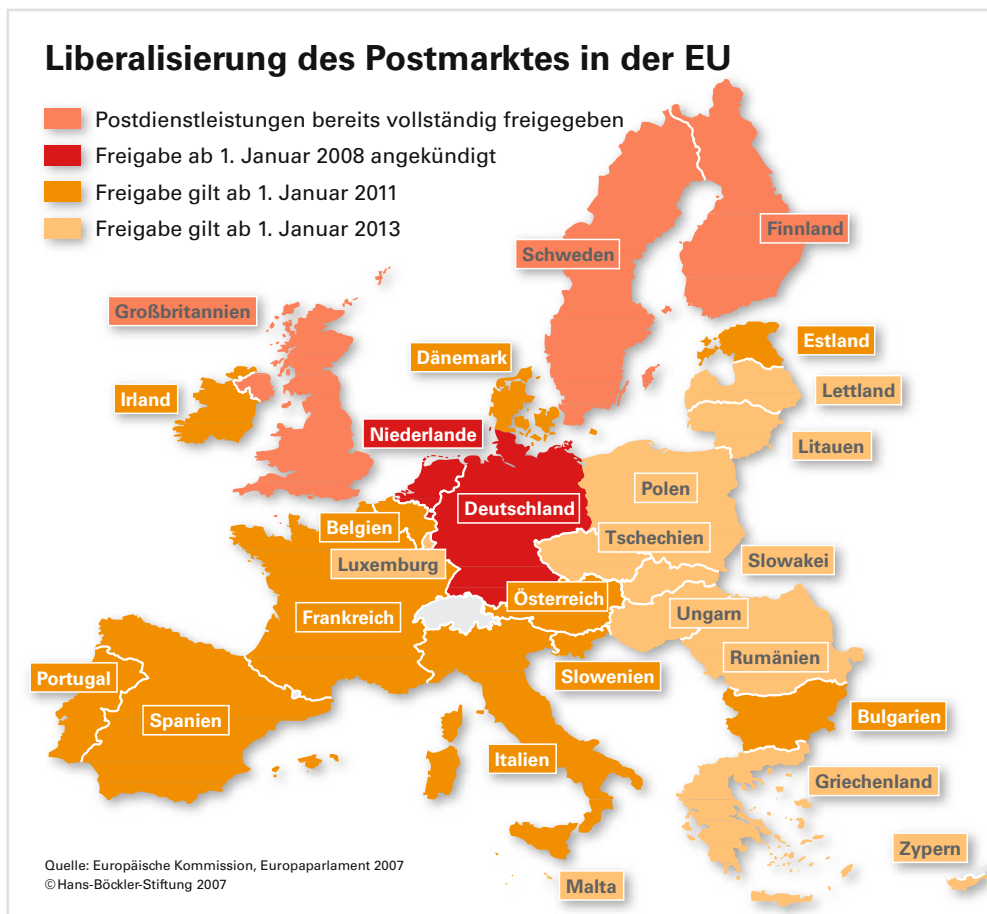 Liberalisierung des Postmarktes in der EU
Postdienstleistungen bereits vollständig freigegeben
Freigabe ab 1. Januar 2008 angekündigt
Freigabe gilt ab 1. Januar 2011
Freigabe gilt ab 1. Januar 2013
Finnland
Schweden
Großbritannien
Estland
Dänemark
Lettland
Irland
Niederlande
Litauen
Polen
Deutschland
Belgien
Tschechien
Luxemburg
Slowakei
Österreich
Frankreich
Ungarn
Rumänien
Portugal
Slowenien
Spanien
Bulgarien
Italien
Griechenland
Zypern
Malta
Quelle: Europäische Kommission, Europaparlament 2007
© Hans-Böckler-Stiftung 2007